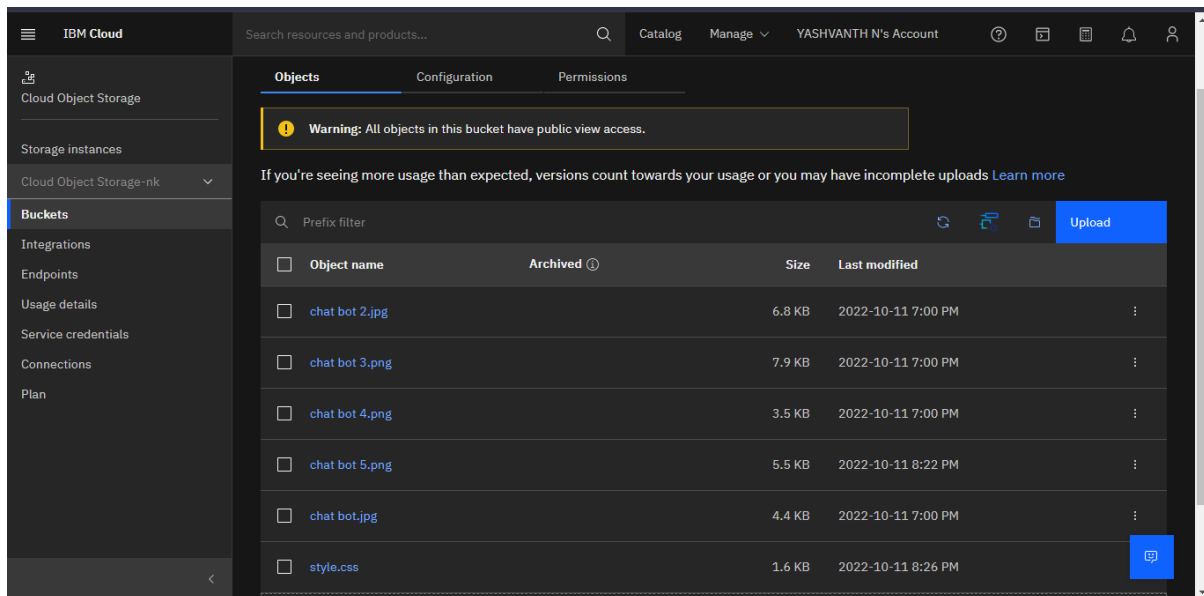 IBM Cloud
Search resources and products...
Catalog
Manage
YASHVANTH N's Account
Cloud Object Storage
Storage instances
Cloud Object Storage-nk
Buckets
Integrations
Endpoints
Usage details
Service credentials
Connections
Plan
Objects
Configuration
Permissions
Warning: All objects in this bucket have public view access.
If you're seeing more usage than expected, versions count towards your usage or you may have incomplete uploads Learn more
Prefix filter
Upload
Object name Archived Size Last modified
chat bot 2.jpg 6.8 KB 2022-10-11 7:00 PM
chat bot 3.png 7.9 KB 2022-10-11 7:00 PM
chat bot 4.png 3.5 KB 2022-10-11 7:00 PM
chat bot 5.png 5.5 KB 2022-10-11 8:22 PM
chat bot.jpg 4.4 KB 2022-10-11 7:00 PM
style.css 1.6 KB 2022-10-11 8:26 PM